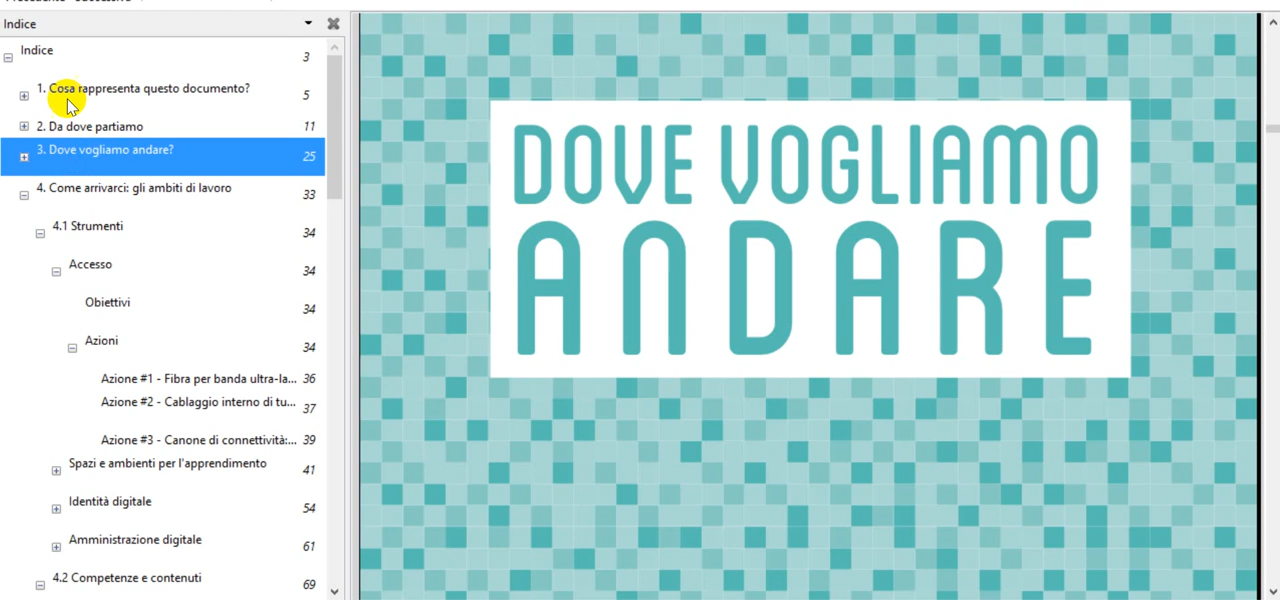 Indice
Indice 3
1. Cosa rappresenta questo documento? 5
2. Da dove partiamo 11
3. Dove vogliamo andare? 25
4. Come arrivarci: gli ambiti di lavoro 33
4.1 Strumenti 34
Accesso 34
Obiettivi 34
Azioni 34
Azione #1 - Fibra per banda ultra-la... 36
Azione #2 - Cablaggio interno di tu... 37
Azione #3 - Canone di connettività:... 39
Spazi e ambienti per l'apprendimento 41
Identità digitale 54
Amministrazione digitale 61
4.2 Competenze e contenuti 69
DOVE VOGLIAMO
ANDARE